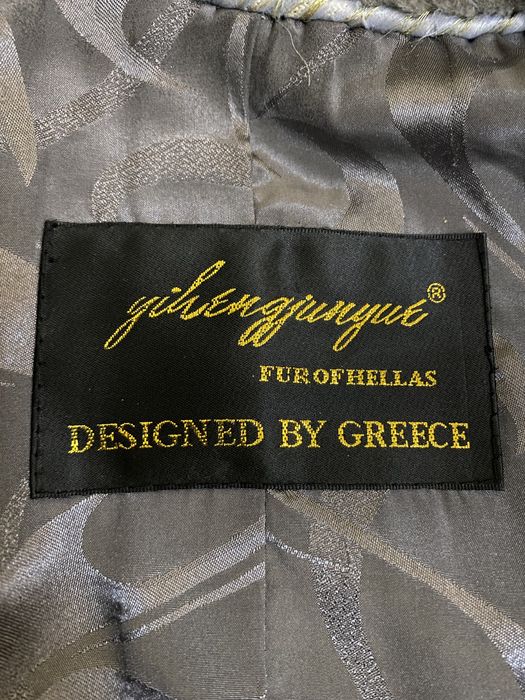 yihengjunyue®
FUR OF HELLAS
DESIGNED BY GREECE